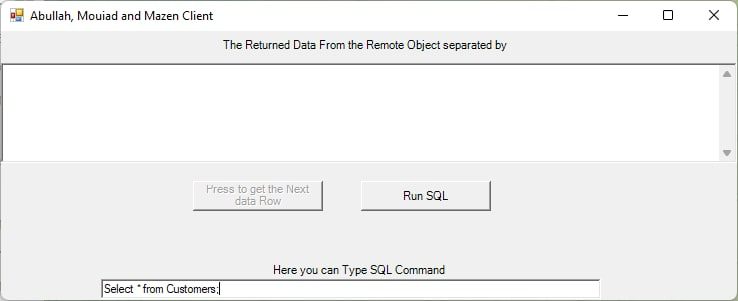 Abullah, Mouiad and Mazen Client
The Returned Data From the Remote Object separated by
Press to get the Next
data Row
Run SQL
Here you can Type SQL Command
Select * from Customers;